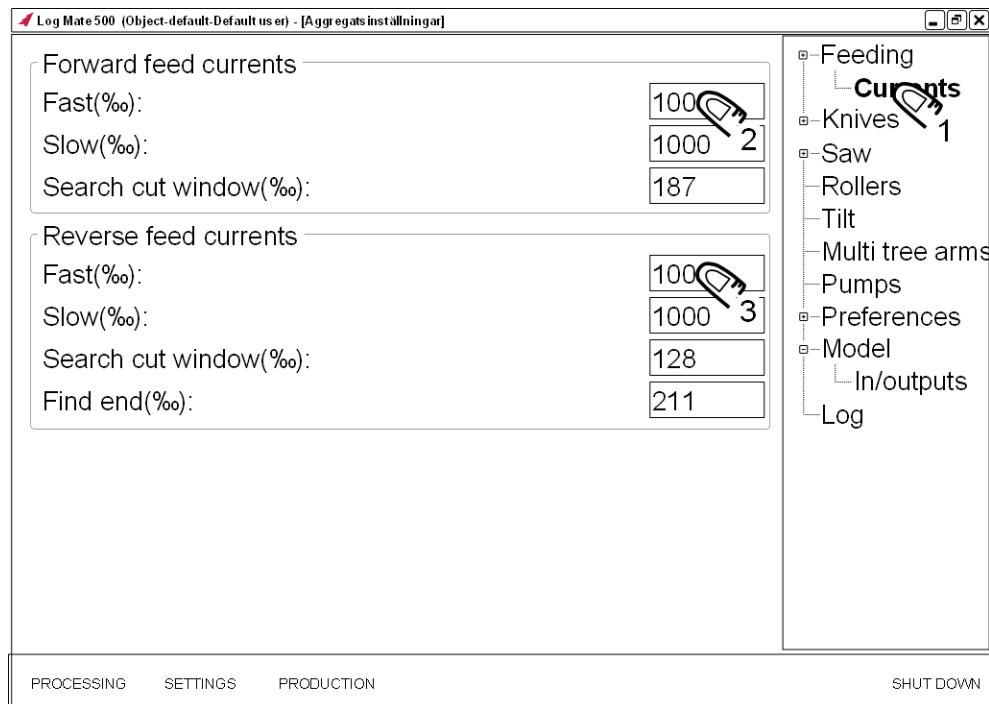 Log Mate 500 (Object-default-Default user) - [Aggregatsinställningar]
Forward feed currents
Fast(‰): 100
2
Slow(‰): 1000
Search cut window(‰): 187
Reverse feed currents
Fast(‰): 100
3
Slow(‰): 1000
Search cut window(‰): 128
Find end(‰): 211
Feeding
Currents
1
Knives
Saw
Rollers
Tilt
Multi tree arms
Pumps
Preferences
Model
In/outputs
Log
PROCESSING SETTINGS PRODUCTION SHUT DOWN